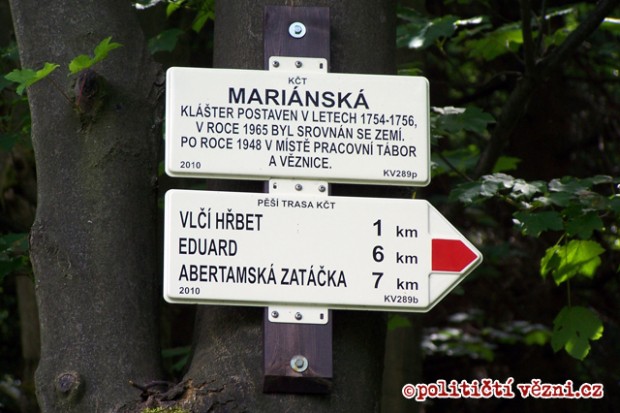 KČT
MARIÁNSKÁ
KLÁŠTER POSTAVEN V LETECH 1754-1756,
V ROCE 1965 BYL SROVNÁN SE ZEMÍ.
PO ROCE 1948 V MÍSTĚ PRACOVNÍ TÁBOR
A VĚZNICE.
2010 KV289p
PĚŠÍ TRASA KČT
VLČÍ HŘBET 1 km
EDUARD 6 km
ABERTAMSKÁ ZATÁČKA 7 km
2010 KV289b
©političtí vězni.cz